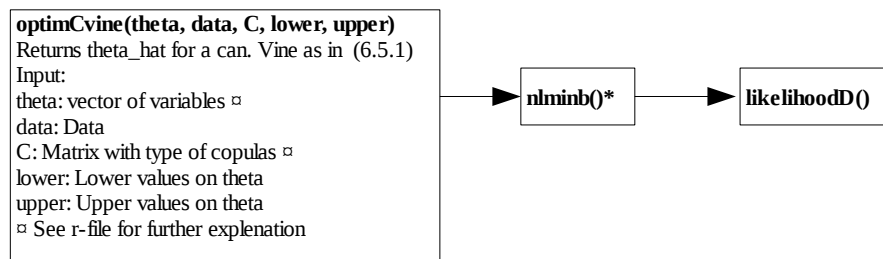 optimCvine(theta, data, C, lower, upper)
Returns theta_hat for a can. Vine as in (6.5.1)
Input:
theta: vector of variables ¤
data: Data
C: Matrix with type of copulas ¤
lower: Lower values on theta
upper: Upper values on theta
¤ See r-file for further explenation
nlminb()*
likelihoodD()